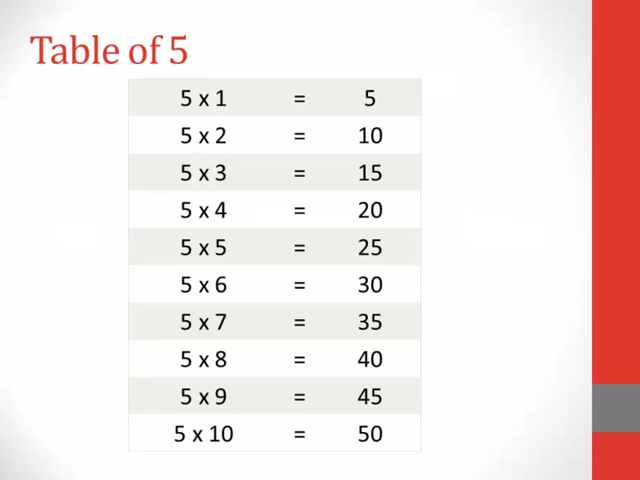 Table of 5
5 x 1 = 5
5 x 2 = 10
5 x 3 = 15
5 x 4 = 20
5 x 5 = 25
5 x 6 = 30
5 x 7 = 35
5 x 8 = 40
5 x 9 = 45
5 x 10 = 50